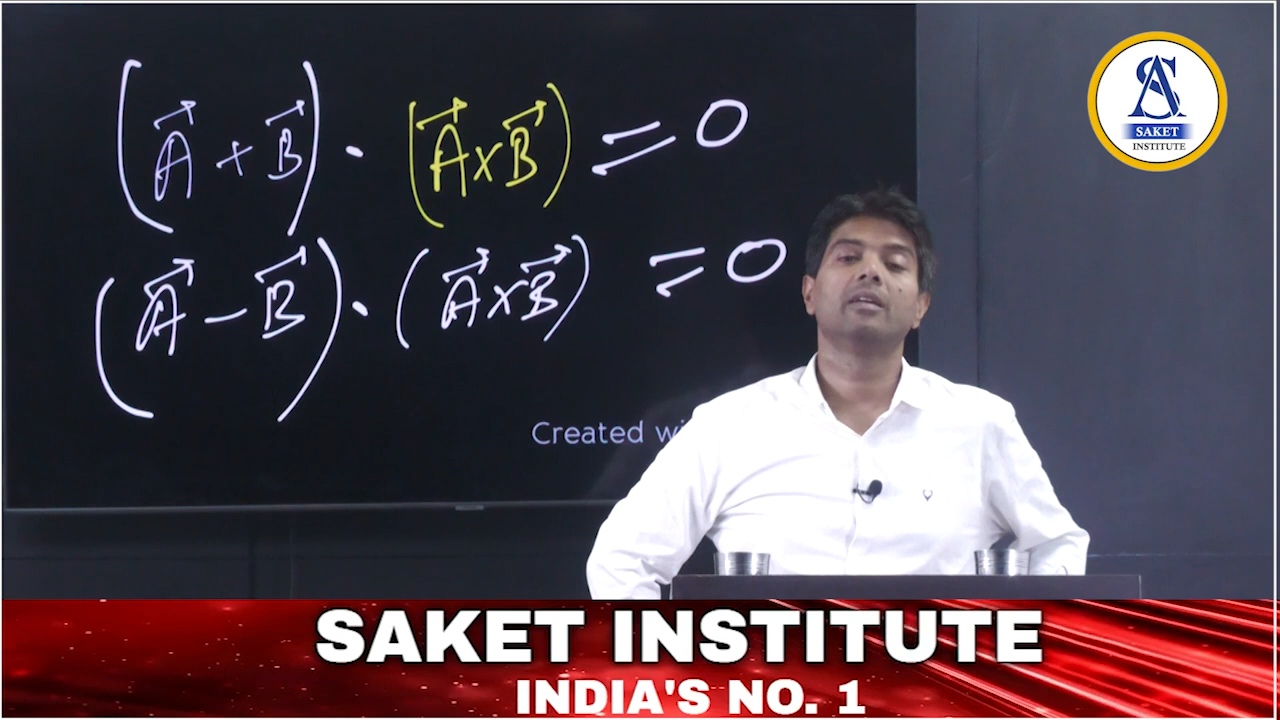 (A⃗ + B⃗) · (A⃗ × B⃗) = 0
(A⃗ − B⃗) · (A⃗ × B⃗) = 0
Created wi
SA
SAKET
INSTITUTE
SAKET INSTITUTE
INDIA'S NO. 1